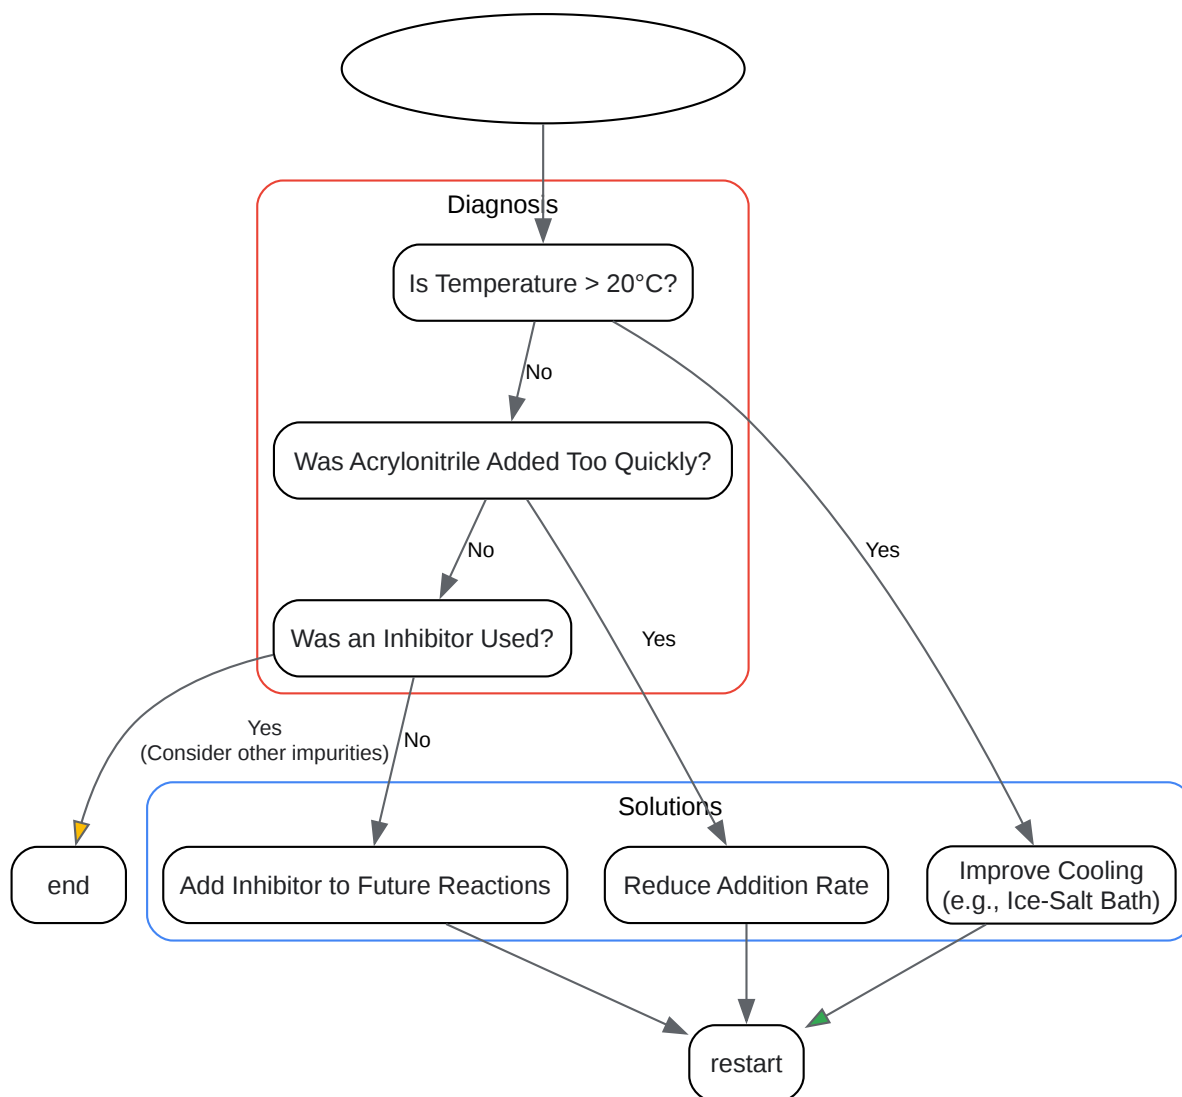 Diagnosis
Is Temperature > 20°C?
No
Was Acrylonitrile Added Too Quickly?
No
Yes
Was an Inhibitor Used?
Yes
Yes
(Consider other impurities)
No
Solutions
end
Add Inhibitor to Future Reactions
Reduce Addition Rate
Improve Cooling
(e.g., Ice-Salt Bath)
restart